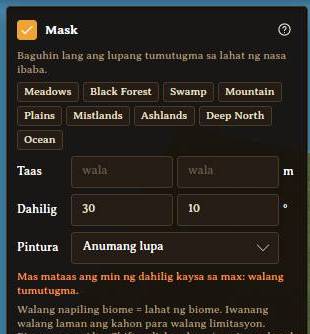 Mask
Baguhin lang ang lupang tumutugma sa lahat ng nasa
ibaba.
Meadows Black Forest Swamp Mountain
Plains Mistlands Ashlands Deep North
Ocean
Taas wala wala m
Dahilig 30 10 °
Pintura Anumang lupa
Mas mataas ang min ng dahilig kaysa sa max: walang
tumutugma.
Walang napiling biome = lahat ng biome. Iwanang
walang laman ang kahon para walang limitasyon.